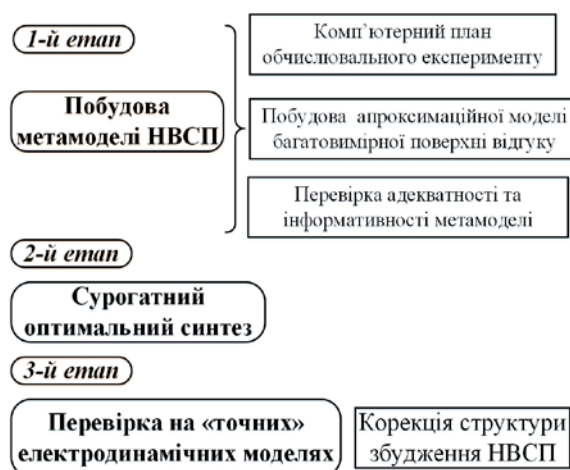 1-й етап
Побудова
метамоделі НВСП
Комп`ютерний план
обчислювального експерименту
Побудова апроксимаційної моделі
багатовимірної поверхні відгуку
Перевірка адекватності та
інформативності метамоделі
2-й етап
Сурогатний
оптимальний синтез
3-й етап
Перевірка на «точних»
електродинамічних моделях
Корекція структури
збудження НВСП